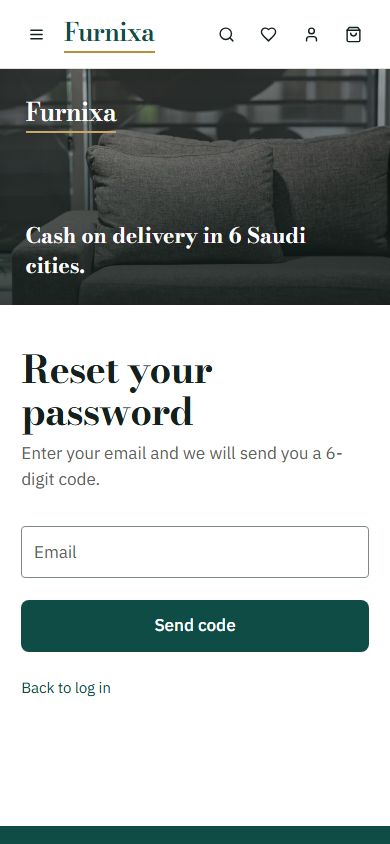 Furnixa
Furnixa
Cash on delivery in 6 Saudi
cities.
Reset your
password
Enter your email and we will send you a 6-
digit code.
Email
Send code
Back to log in